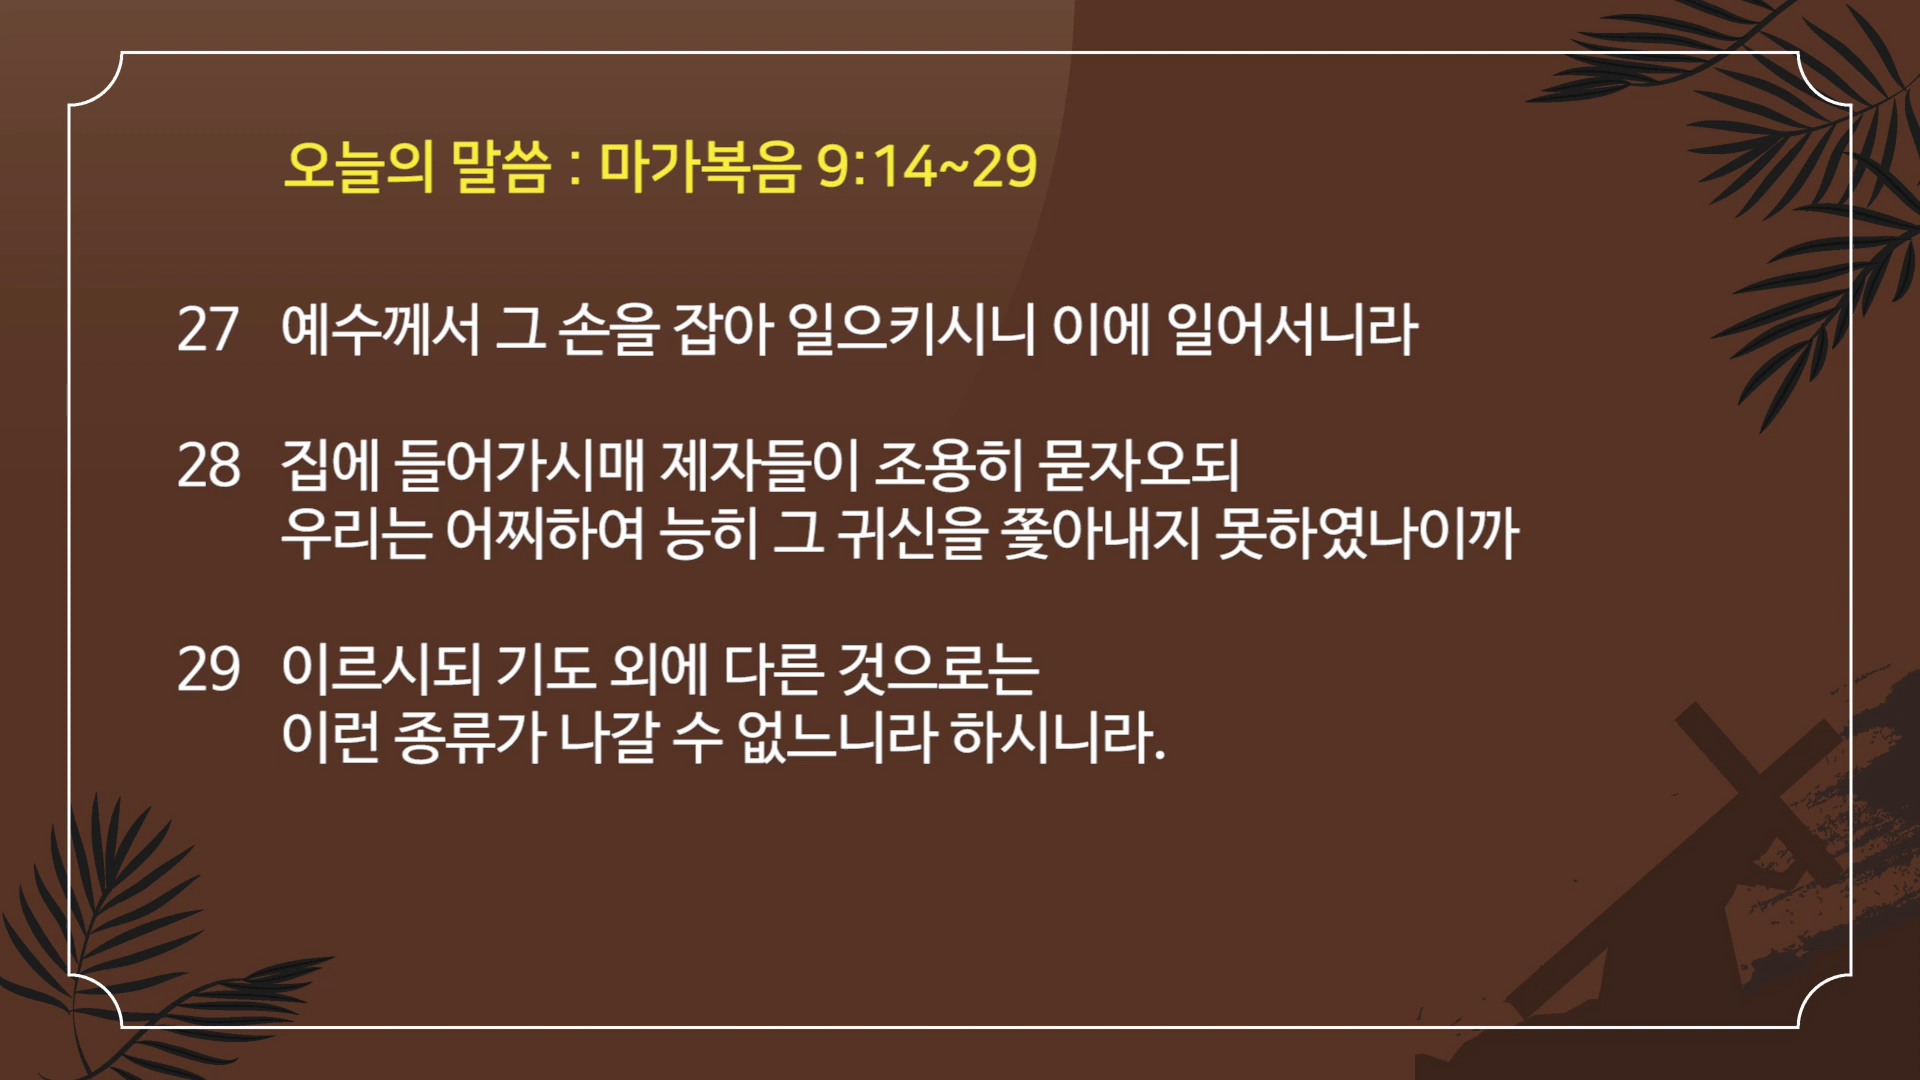 오늘의 말씀 : 마가복음 9:14~29
27 예수께서 그 손을 잡아 일으키시니 이에 일어서니라
28 집에 들어가시매 제자들이 조용히 묻자오되
우리는 어찌하여 능히 그 귀신을 쫓아내지 못하였나이까
29 이르시되 기도 외에 다른 것으로는
이런 종류가 나갈 수 없느니라 하시니라.